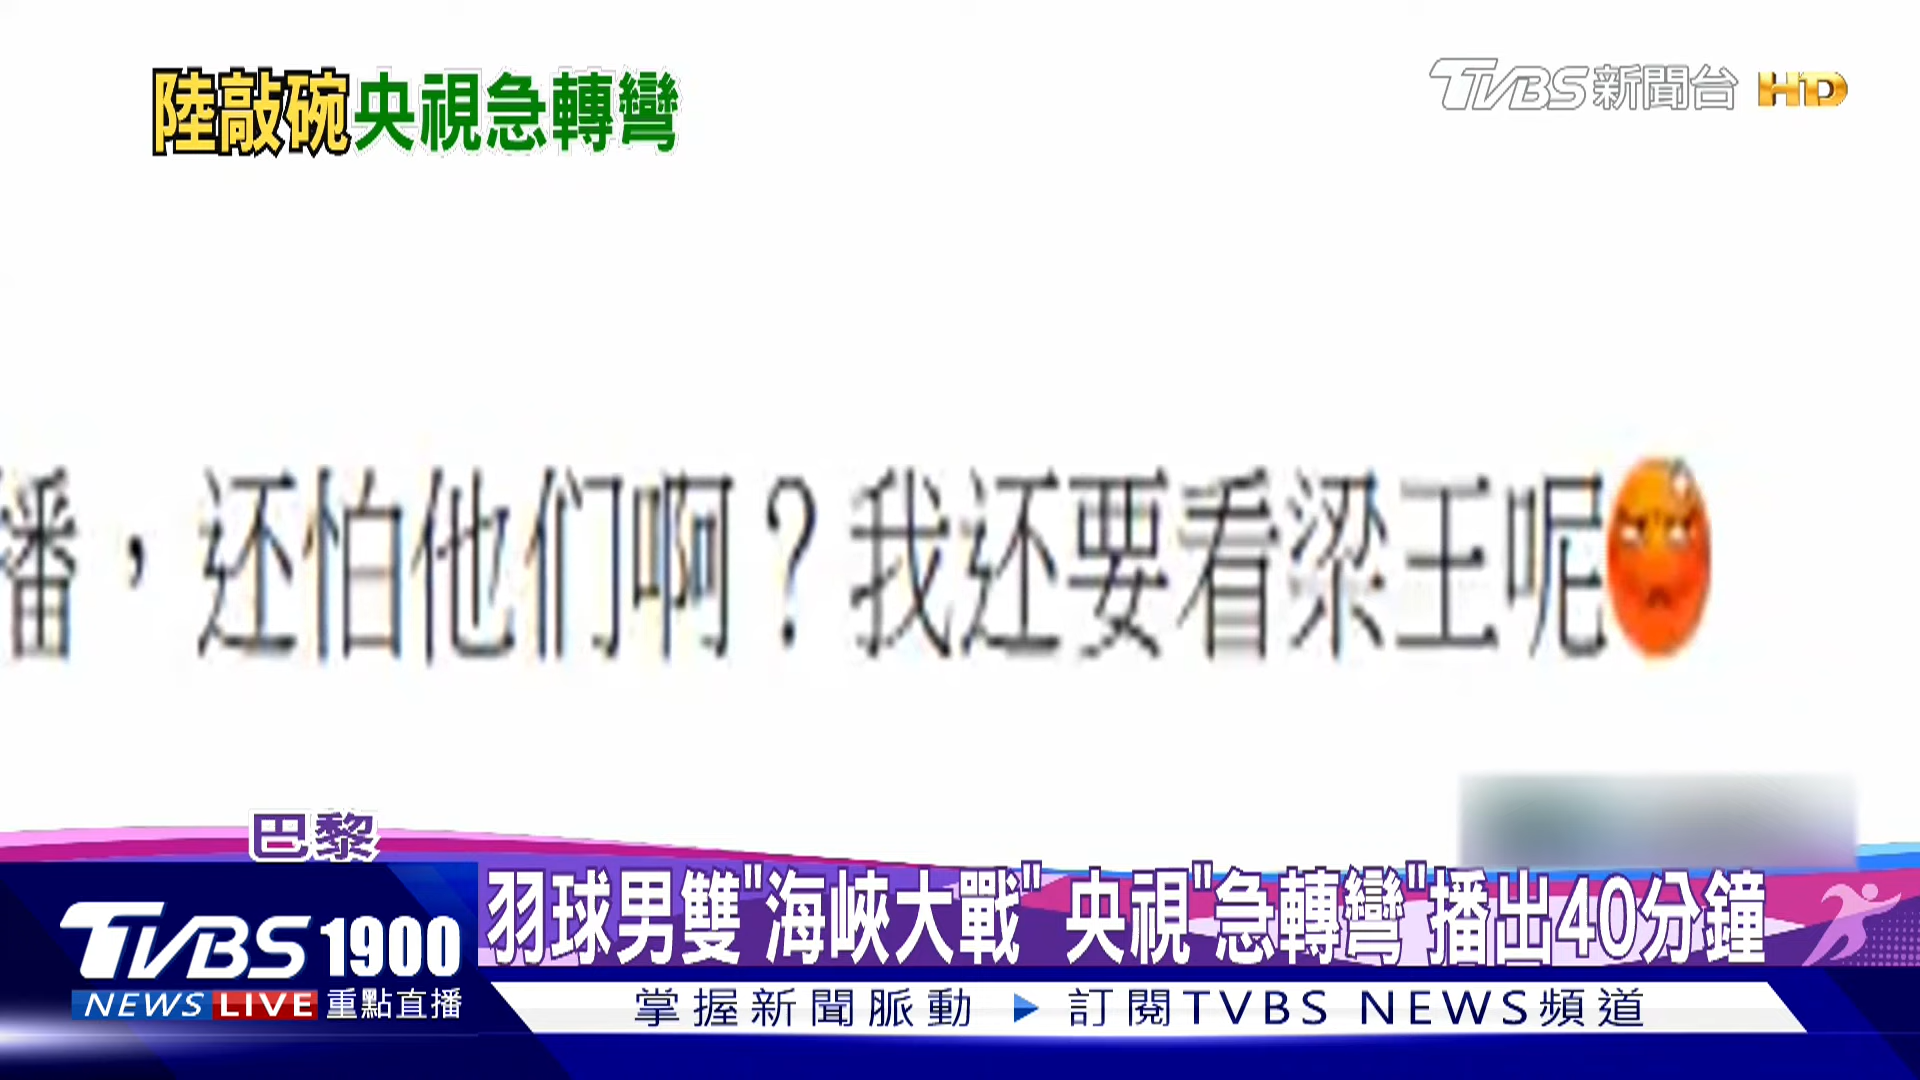 陸敲碗央視急轉彎
TVBS新聞台 HD
，还怕他们啊？我还要看梁王呢
巴黎
羽球男雙"海峽大戰" 央視"急轉彎"播出40分鐘
TVBS 1900
NEWS LIVE 重點直播
掌握新聞脈動 ▶ 訂閱TVBS NEWS頻道